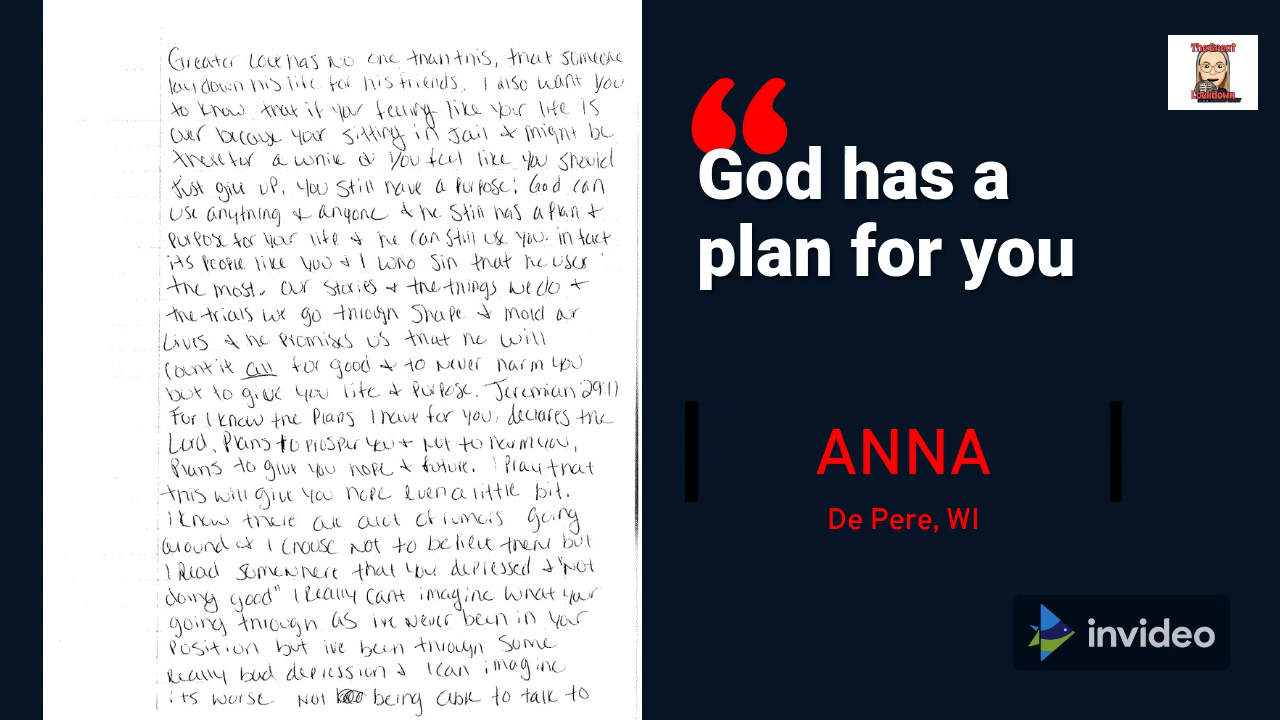 Greater Love has no one than this, that someone
lay down his life for his friends. I also want you
to know that if your feeling like your life is
over because your sitting in jail & might be
there for a while or you feel like you should
just give up, you still have a purpose! God can
use anything & anyone & he still has a plan &
purpose for your life & he can still use you. in fact
its people like you & I who sin that he uses
the most. Our stories & the things we do &
the trials we go through shape & mold our
lives & he promises us that he will
count it all for good & to never harm you
but to give you life & purpose. Jeremiah 29:11
For I know the plans I have for you, declares the
Lord, Plans to prosper you & not to harm you,
Plans to give you hope & future. I pray that
this will give you hope even a little bit.
I know there are alot of rumors going
around & I choose not to believe them but
I read somewhere that you depressed & "not
doing good" I really cant imagine what your
going through as ive never been in your
position but ive been through some
really bad depression & I can imagine
its worse not being able to talk to
“
God has a
plan for you
ANNA
De Pere, WI
The Great
Lockdown
invideo